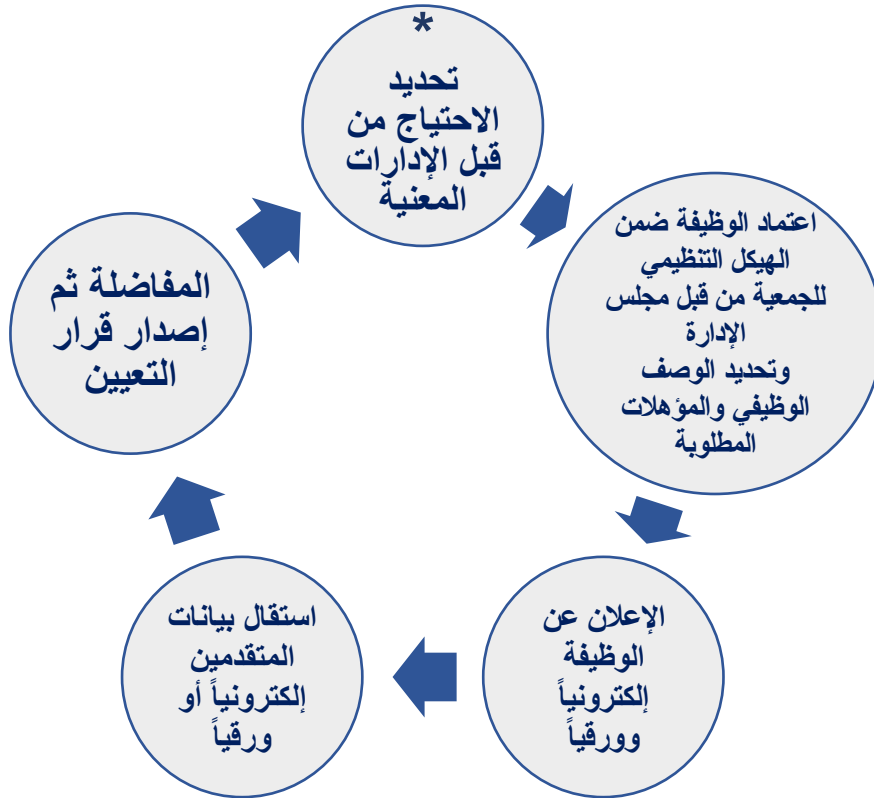 *
تحديد
الاحتياج من
قبل الإدارات
المعنية
اعتماد الوظيفة ضمن
الهيكل التنظيمي
للجمعية من قبل مجلس
الإدارة
وتحديد الوصف
الوظيفي والمؤهلات
المطلوبة
الإعلان عن
الوظيفة
إلكترونياً
وورقياً
استقال بيانات
المتقدمين
إلكترونياً أو
ورقياً
المفاضلة ثم
إصدار قرار
التعيين